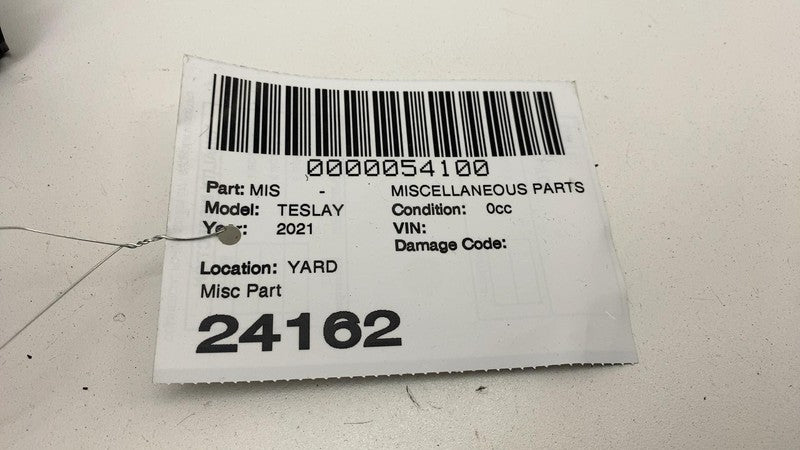 0000054100
Part: MIS - MISCELLANEOUS PARTS
Model: TESLAY Condition: 0cc
Year: 2021 VIN:
Damage Code:
Location: YARD
Misc Part
24162